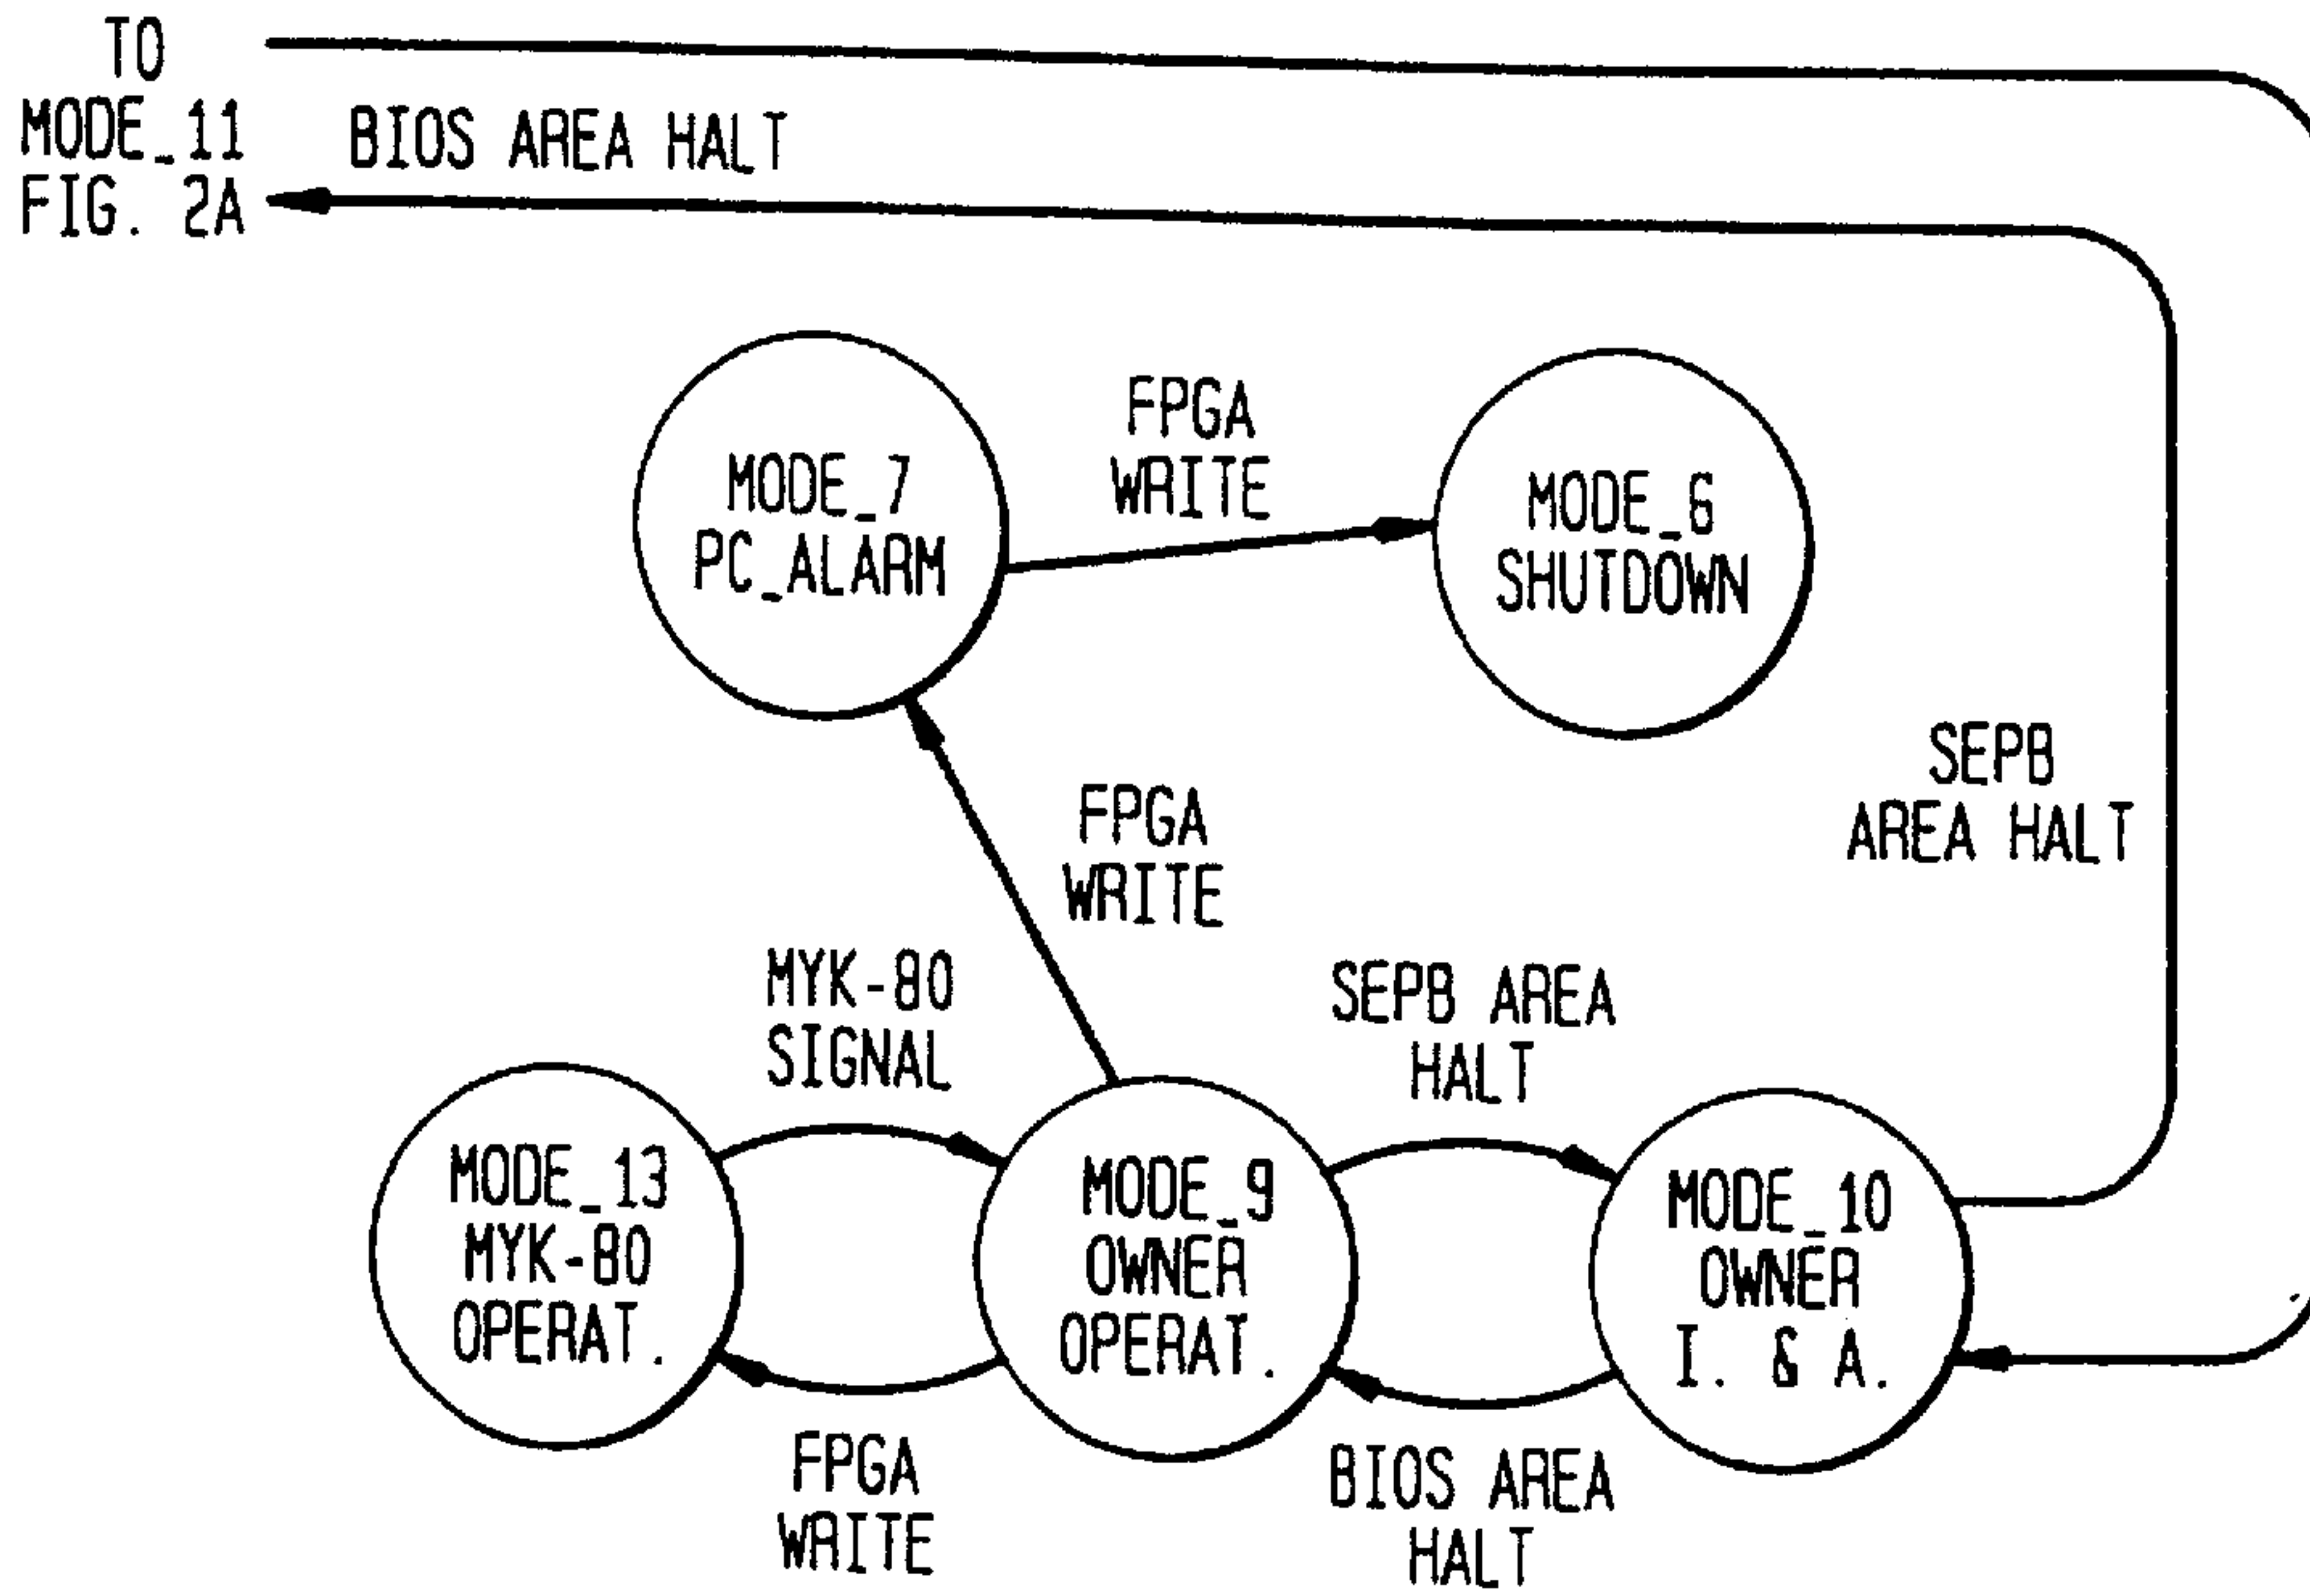 TO
MODE_11
FIG. 2A
BIOS AREA HALT
MODE_7
PC_ALARM
FPGA
WRITE
MODE_6
SHUTDOWN
SEPB
AREA HALT
FPGA
WRITE
MYK-80
SIGNAL
SEPB AREA
HALT
MODE_13
MYK-80
OPERAT.
MODE_9
OWNER
OPERAT.
MODE_10
OWNER
I. & A.
FPGA
WRITE
BIOS AREA
HALT